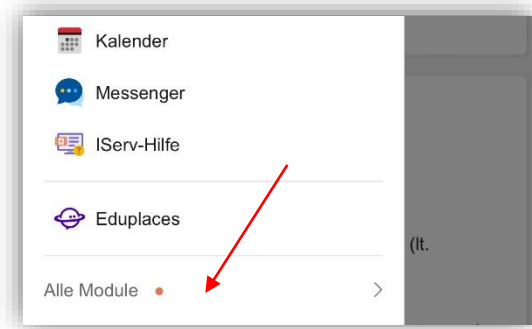 Kalender
Messenger
IServ-Hilfe
Eduplaces
(lt.
Alle Module